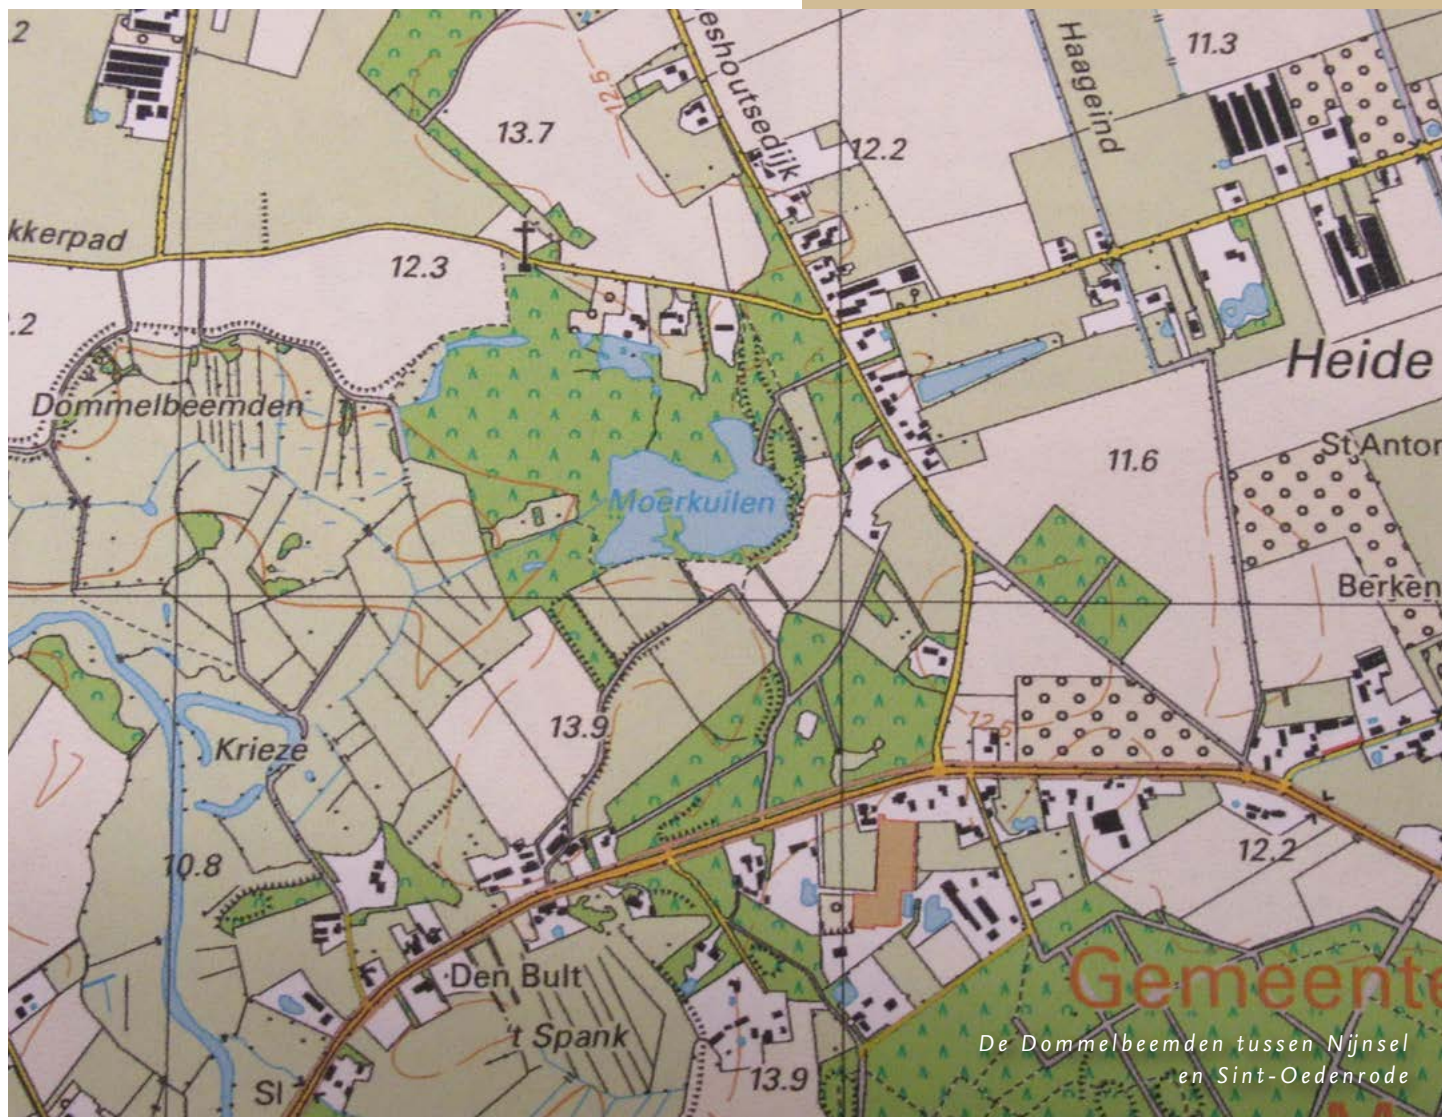 2
eshoutsedijk
Haageind
11.3
12.5
13.7
12.2
kkerpad
12.3
.2
Heide
Dommelbeemden
St Anton
11.6
Moerkuilen
Berken
13.9
12.5
Krieze
10.8
12.2
Den Bult
Gemeente
't Spank
De Dommelbeemden tussen Nijnsel
en Sint-Oedenrode
13.9
Sl